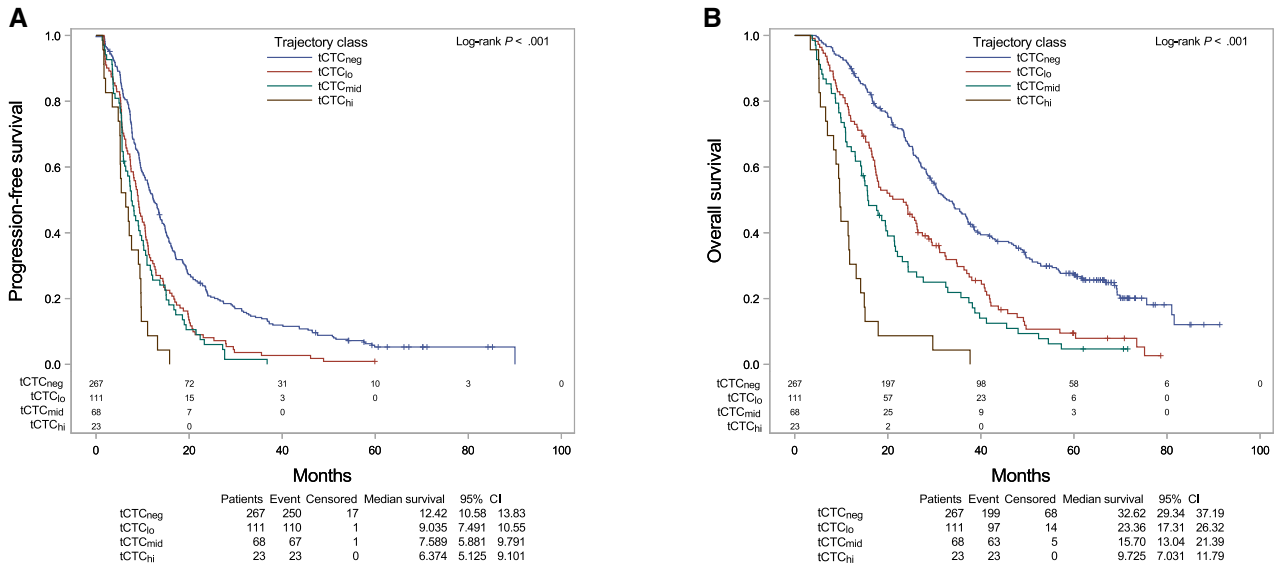 A
Trajectory class
Log-rank P < .001
tCTCneg
tCTClo
tCTCmid
tCTChi
Progression-free survival
1.0
0.8
0.6
0.4
0.2
0.0
tCTCneg 267 72 31 10 3 0
tCTClo 111 15 3 0
tCTCmid 68 7 0
tCTChi 23 0
0 20 40 60 80 100
Months
Patients Event Censored Median survival 95% CI
tCTCneg 267 250 17 12.42 10.58 13.83
tCTClo 111 110 1 9.035 7.491 10.55
tCTCmid 68 67 1 7.589 5.881 9.791
tCTChi 23 23 0 6.374 5.125 9.101
B
Trajectory class
Log-rank P < .001
tCTCneg
tCTClo
tCTCmid
tCTChi
Overall survival
1.0
0.8
0.6
0.4
0.2
0.0
tCTCneg 267 197 98 58 6 0
tCTClo 111 57 23 6 0
tCTCmid 68 25 9 3 0
tCTChi 23 2 0
0 20 40 60 80 100
Months
Patients Event Censored Median survival 95% CI
tCTCneg 267 199 68 32.62 29.34 37.19
tCTClo 111 97 14 23.36 17.31 26.32
tCTCmid 68 63 5 15.70 13.04 21.39
tCTChi 23 23 0 9.725 7.031 11.79